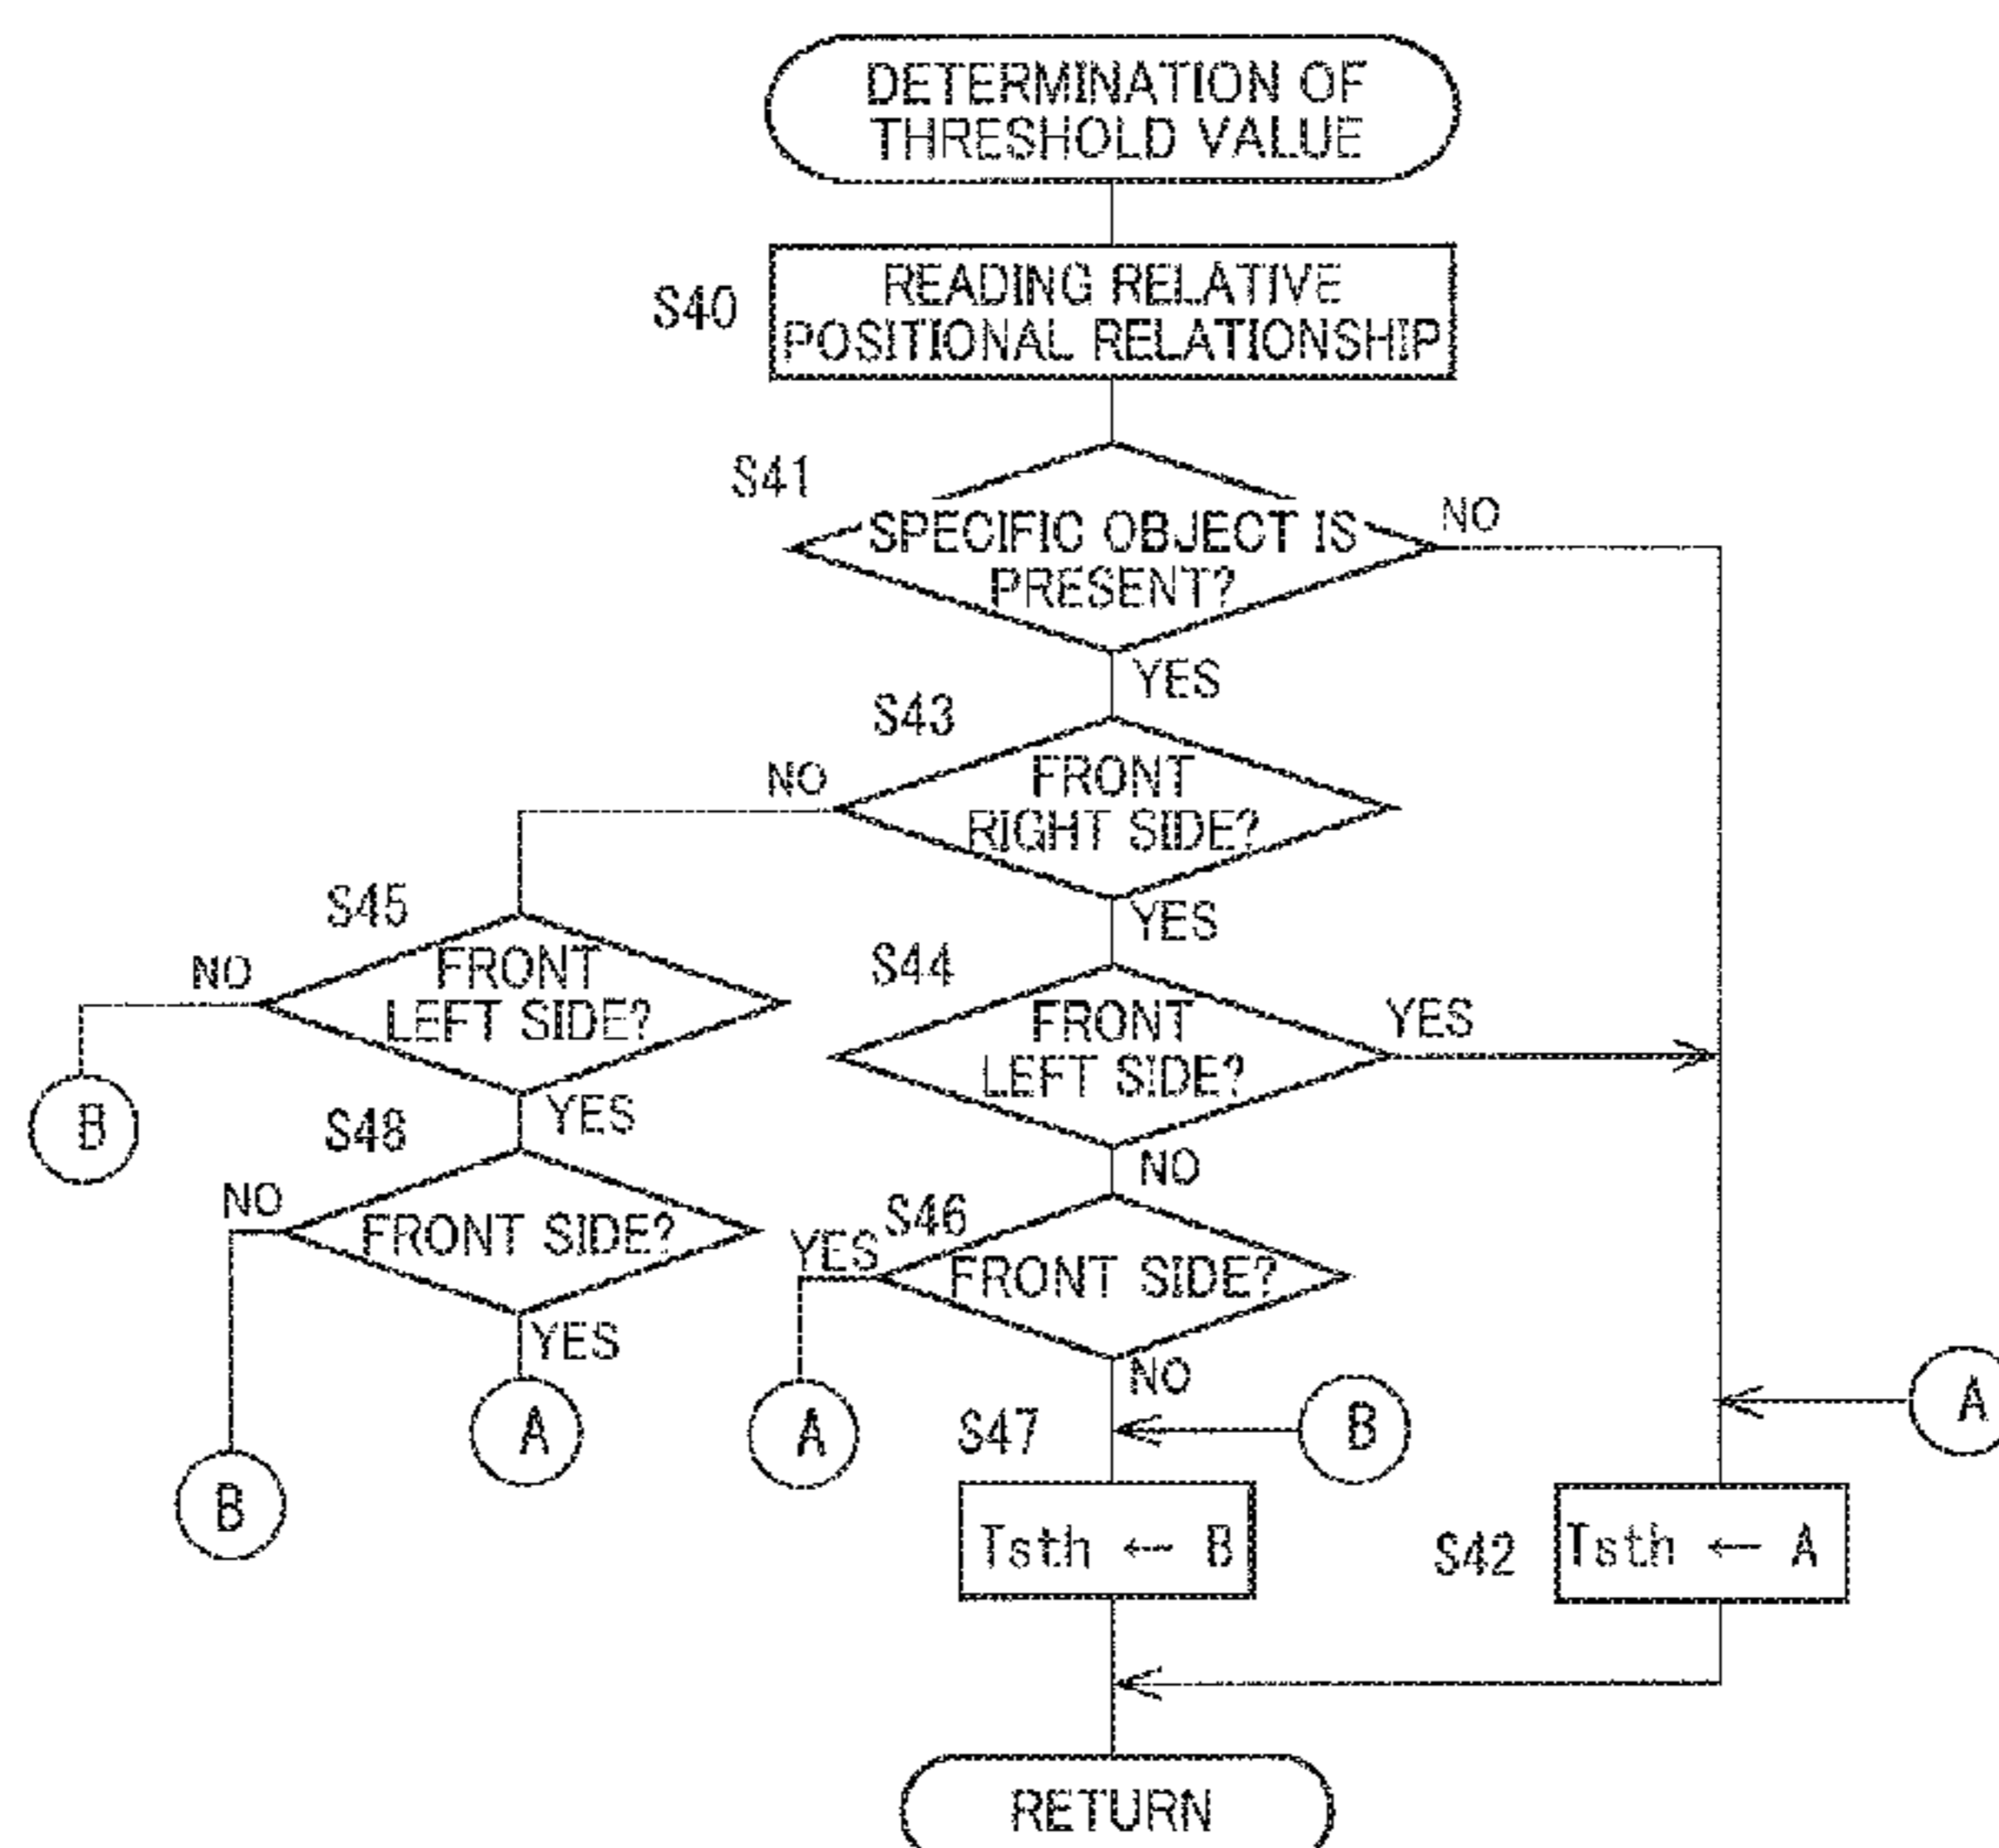 DETERMINATION OF
THRESHOLD VALUE
S40
READING RELATIVE
POSITIONAL RELATIONSHIP
S41
SPECIFIC OBJECT IS
PRESENT?
NO
YES
S43
FRONT
RIGHT SIDE?
NO
YES
S45
FRONT
LEFT SIDE?
NO
YES
S44
FRONT
LEFT SIDE?
YES
NO
B
S48
FRONT SIDE?
NO
YES
S46
FRONT SIDE?
YES
NO
B
A
A
B
A
S47
Tsth ← B
S42
Tsth ← A
RETURN